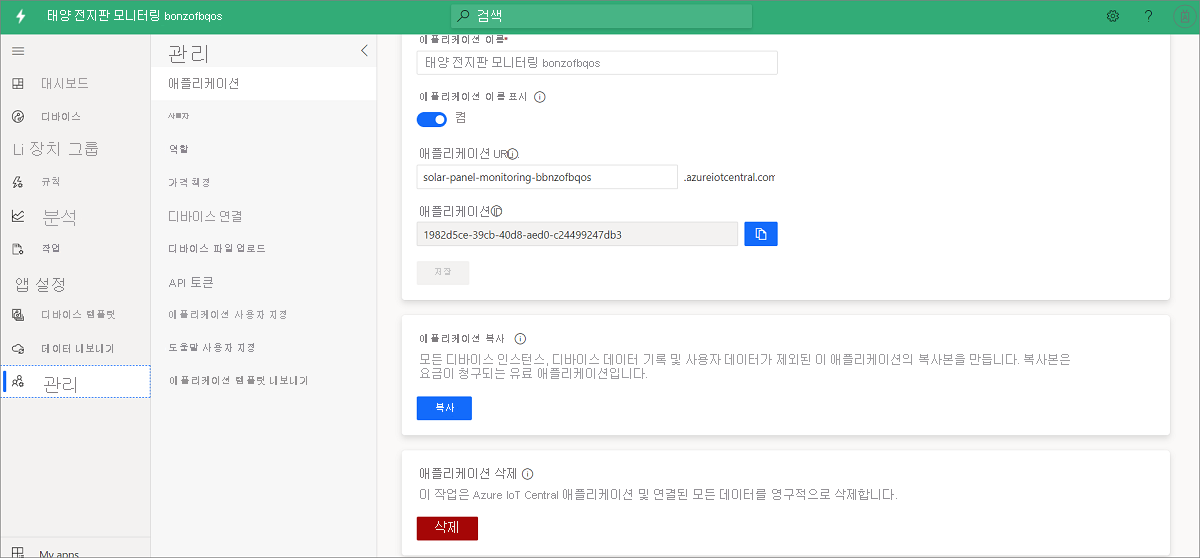 태양 전지판 모니터링 bonzofbqos
검색
?
대시보드
디바이스
Li 장치 그룹
규칙
분석
작업
앱 설정
디바이스 템플릿
데이터 내보내기
관리
My apps
관리
애플리케이션
사용자
역할
가격 책정
디바이스 연결
디바이스 파일 업로드
API 토큰
애플리케이션 사용자 지정
도움말 사용자 지정
애플리케이션 템플릿 내보내기
애플리케이션 이름*
태양 전지판 모니터링 bonzofbqos
애플리케이션 이름 표시
켬
애플리케이션 URL
solar-panel-monitoring-bbnzofbqos .azureiotcentral.com
애플리케이션 ID
1982d5ce-39cb-40d8-aed0-c24499247db3
저장
애플리케이션 복사
모든 디바이스 인스턴스, 디바이스 데이터 기록 및 사용자 데이터가 제외된 이 애플리케이션의 복사본을 만듭니다. 복사본은
요금이 청구되는 유료 애플리케이션입니다.
복사
애플리케이션 삭제
이 작업은 Azure IoT Central 애플리케이션 및 연결된 모든 데이터를 영구적으로 삭제합니다.
삭제